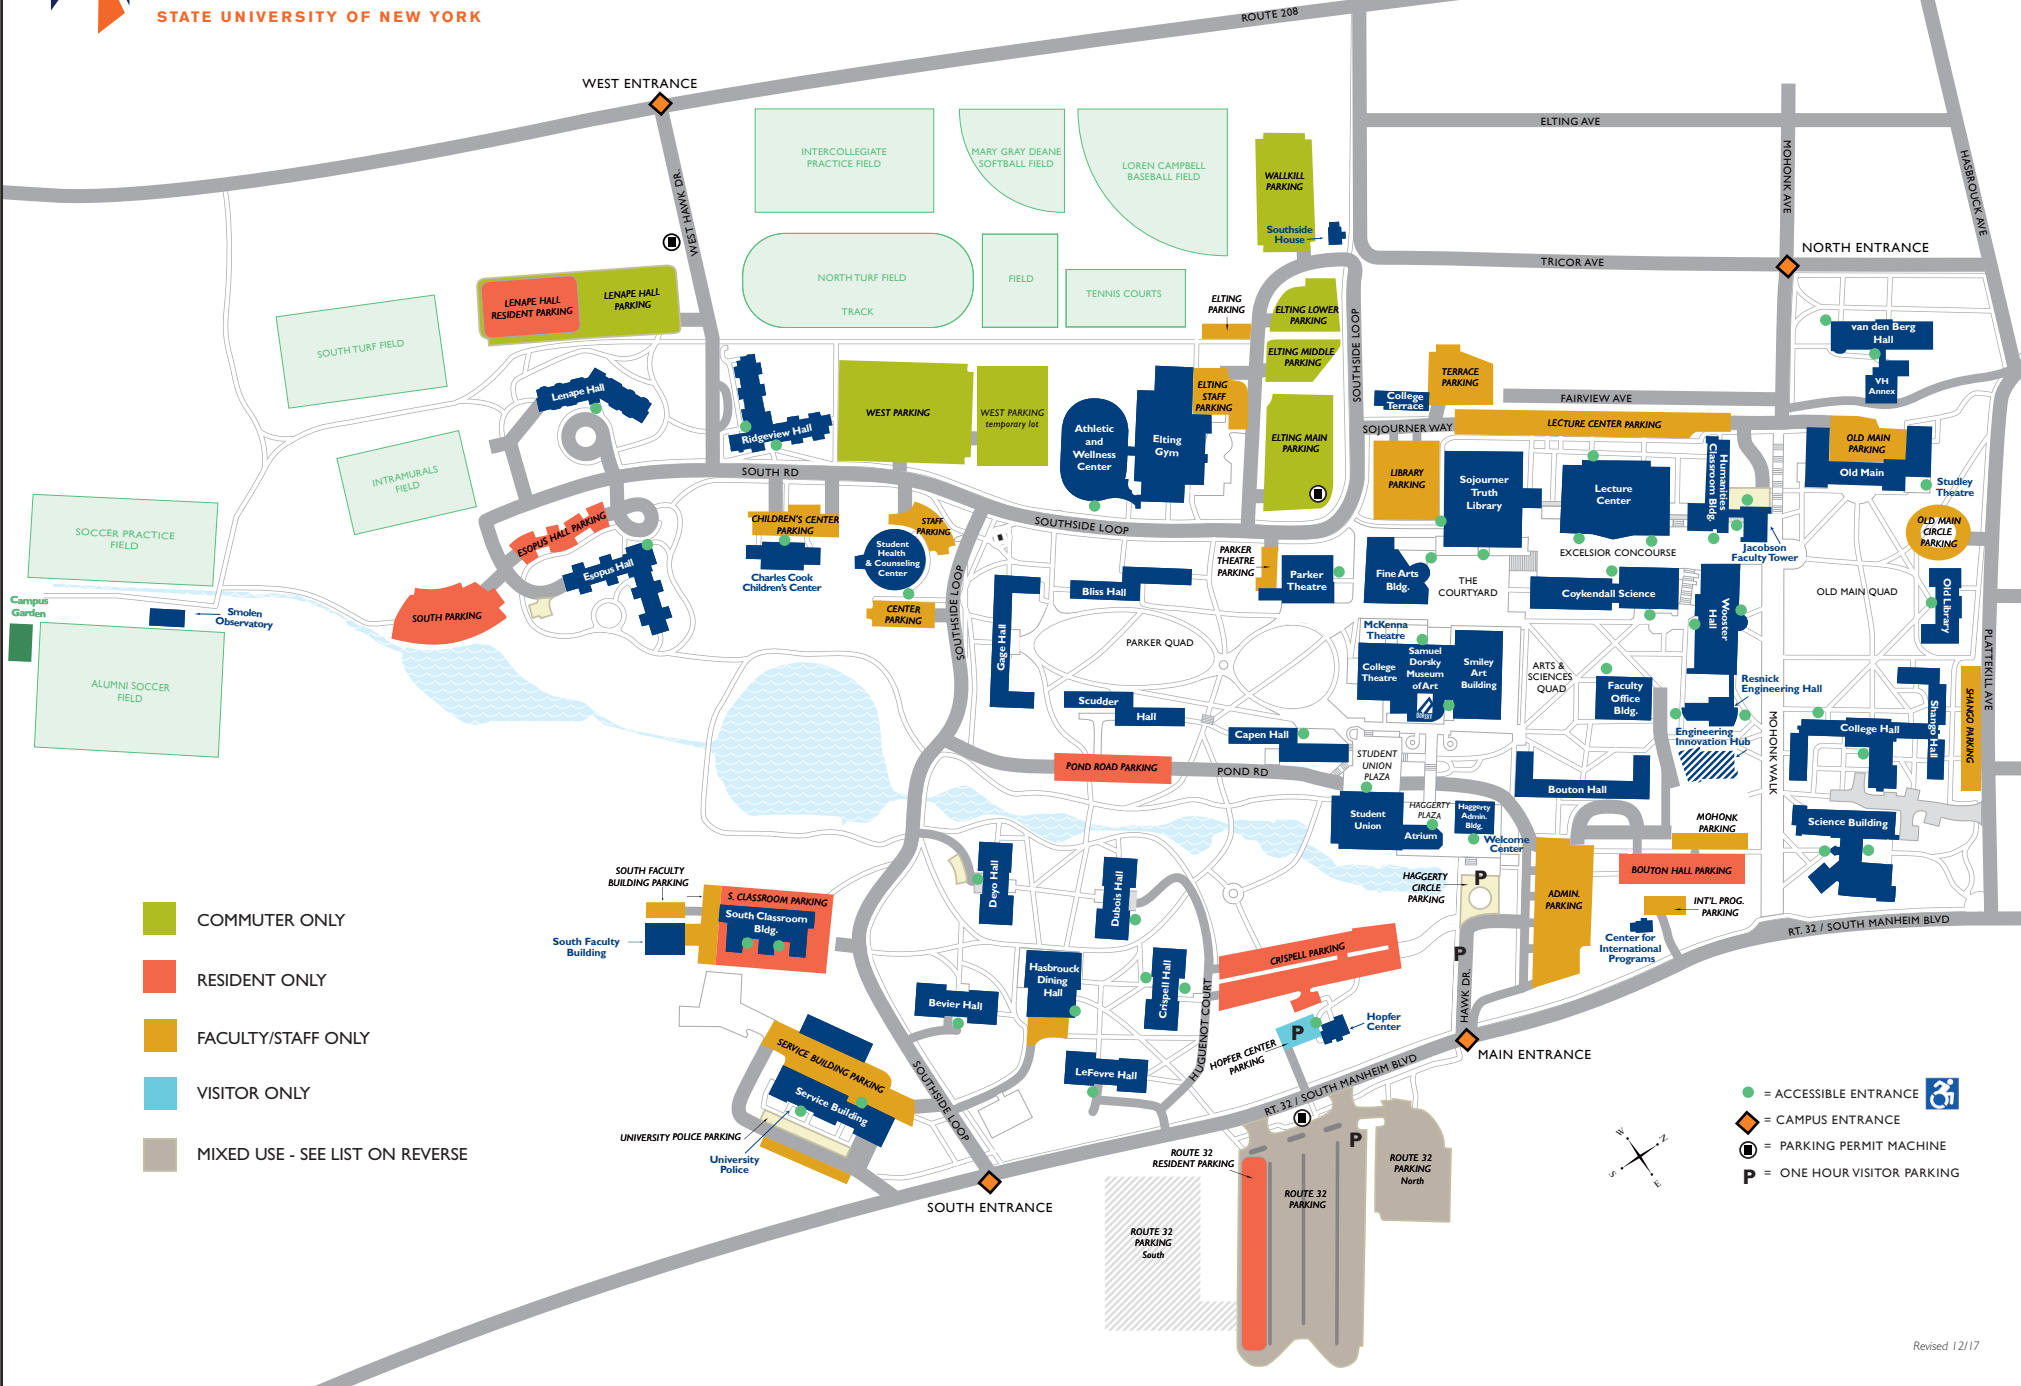 STATE UNIVERSITY OF NEW YORK
ROUTE 208
WEST ENTRANCE
WEST HAWK DR.
INTERCOLLEGIATE
PRACTICE FIELD
MARY GRAY DEANE
SOFTBALL FIELD
LOREN CAMPBELL
BASEBALL FIELD
WALLKILL
PARKING
Southside
House
ELTING AVE
MOHONK AVE
HASBROUCK AVE
NORTH ENTRANCE
TRICOR AVE
NORTH TURF FIELD
TRACK
FIELD
TENNIS COURTS
ELTING
PARKING
ELTING LOWER
PARKING
ELTING MIDDLE
PARKING
SOUTHSIDE LOOP
LENAPE HALL
RESIDENT PARKING
LENAPE HALL
PARKING
SOUTH TURF FIELD
Lenape Hall
Ridgeview Hall
WEST PARKING
WEST PARKING
temporary lot
Athletic
and
Wellness
Center
Elting
Gym
ELTING
STAFF
PARKING
ELTING MAIN
PARKING
College
Terrace
TERRACE
PARKING
FAIRVIEW AVE
SOJOURNER WAY
LECTURE CENTER PARKING
van den Berg
Hall
VH
Annex
OLD MAIN
PARKING
Old Main
Studley
Theatre
OLD MAIN
CIRCLE
PARKING
INTRAMURALS
FIELD
SOUTH RD
SOUTHSIDE LOOP
LIBRARY
PARKING
Sojourner
Truth
Library
Lecture
Center
Humanities
Classroom Bldg.
Jacobson
Faculty Tower
EXCELSIOR CONCOURSE
SOCCER PRACTICE
FIELD
ESOPUS HALL PARKING
Esopus Hall
CHILDREN'S CENTER
PARKING
Charles Cook
Children's Center
STAFF
PARKING
Student
Health
& Counseling
Center
CENTER
PARKING
SOUTHSIDE LOOP
PARKER
THEATRE
PARKING
Parker
Theatre
Fine Arts
Bldg.
THE
COURTYARD
Coykendall Science
Wooster
Hall
OLD MAIN QUAD
Old Library
PLATTEKILL AVE
Campus
Garden
Smolen
Observatory
SOUTH PARKING
ALUMNI SOCCER
FIELD
Bliss Hall
Gage Hall
PARKER QUAD
Scudder
Hall
Capen Hall
McKenna
Theatre
College
Theatre
Samuel
Dorsky
Museum
of Art
DORSKY
Smiley
Art
Building
ARTS &
SCIENCES
QUAD
Faculty
Office
Bldg.
Resnick
Engineering Hall
Engineering
Innovation Hub
MOHONK WALK
College Hall
Shango Hall
SHANGO PARKING
POND ROAD PARKING
POND RD
STUDENT
UNION
PLAZA
Student
Union
HAGGERTY
PLAZA
Atrium
Haggerty
Admin.
Bldg.
Welcome
Center
Bouton Hall
MOHONK
PARKING
Science Building
SOUTH FACULTY
BUILDING PARKING
S. CLASSROOM PARKING
South Classroom
Bldg.
South Faculty
Building
Deyo Hall
Dubois Hall
HAGGERTY
CIRCLE
PARKING
P
ADMIN.
PARKING
BOUTON HALL PARKING
INT'L. PROG.
PARKING
Center for
International
Programs
RT. 32 / SOUTH MANHEIM BLVD
Bevier Hall
Hasbrouck
Dining
Hall
Crispell Hall
CRISPELL PARKING
HUGUENOT COURT
P
HAWK DR.
P
Hopfer
Center
HOPFER CENTER
PARKING
MAIN ENTRANCE
LeFevre Hall
SERVICE BUILDING PARKING
Service Building
UNIVERSITY POLICE PARKING
University
Police
SOUTHSIDE LOOP
SOUTH ENTRANCE
RT. 32 / SOUTH MANHEIM BLVD
ROUTE 32
RESIDENT PARKING
P
ROUTE 32
PARKING
ROUTE 32
PARKING
North
ROUTE 32
PARKING
South
COMMUTER ONLY
RESIDENT ONLY
FACULTY/STAFF ONLY
VISITOR ONLY
MIXED USE - SEE LIST ON REVERSE
W
N
S
E
= ACCESSIBLE ENTRANCE
= CAMPUS ENTRANCE
= PARKING PERMIT MACHINE
P = ONE HOUR VISITOR PARKING
Revised 12/17